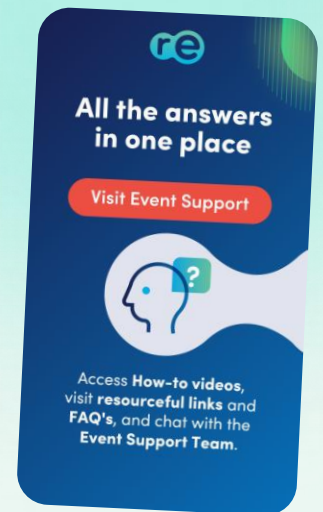 re
All the answers
in one place
Visit Event Support
?
Access How-to videos,
visit resourceful links and
FAQ's, and chat with the
Event Support Team.